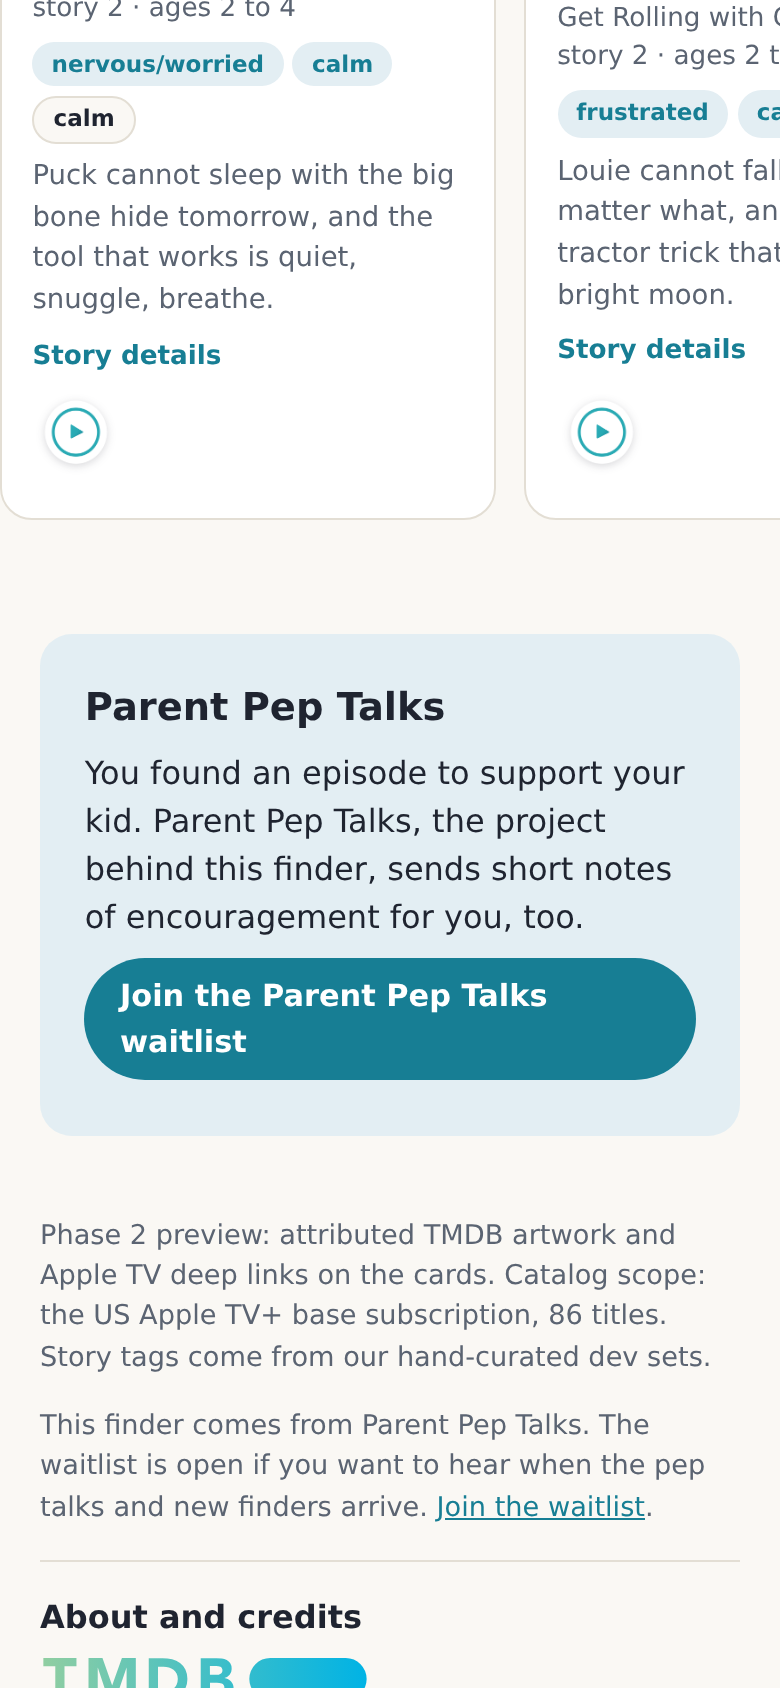 story 2 · ages 2 to 4
nervous/worried calm
calm
Puck cannot sleep with the big
bone hide tomorrow, and the
tool that works is quiet,
snuggle, breathe.
Story details
Get Rolling with
story 2 · ages 2
frustrated
Louie cannot
matter what,
tractor trick that
bright moon.
Story details
Parent Pep Talks
You found an episode to support your
kid. Parent Pep Talks, the project
behind this finder, sends short notes
of encouragement for you, too.
Join the Parent Pep Talks
waitlist
Phase 2 preview: attributed TMDB artwork and
Apple TV deep links on the cards. Catalog scope:
the US Apple TV+ base subscription, 86 titles.
Story tags come from our hand-curated dev sets.
This finder comes from Parent Pep Talks. The
waitlist is open if you want to hear when the pep
talks and new finders arrive. Join the waitlist.
About and credits
TMDB